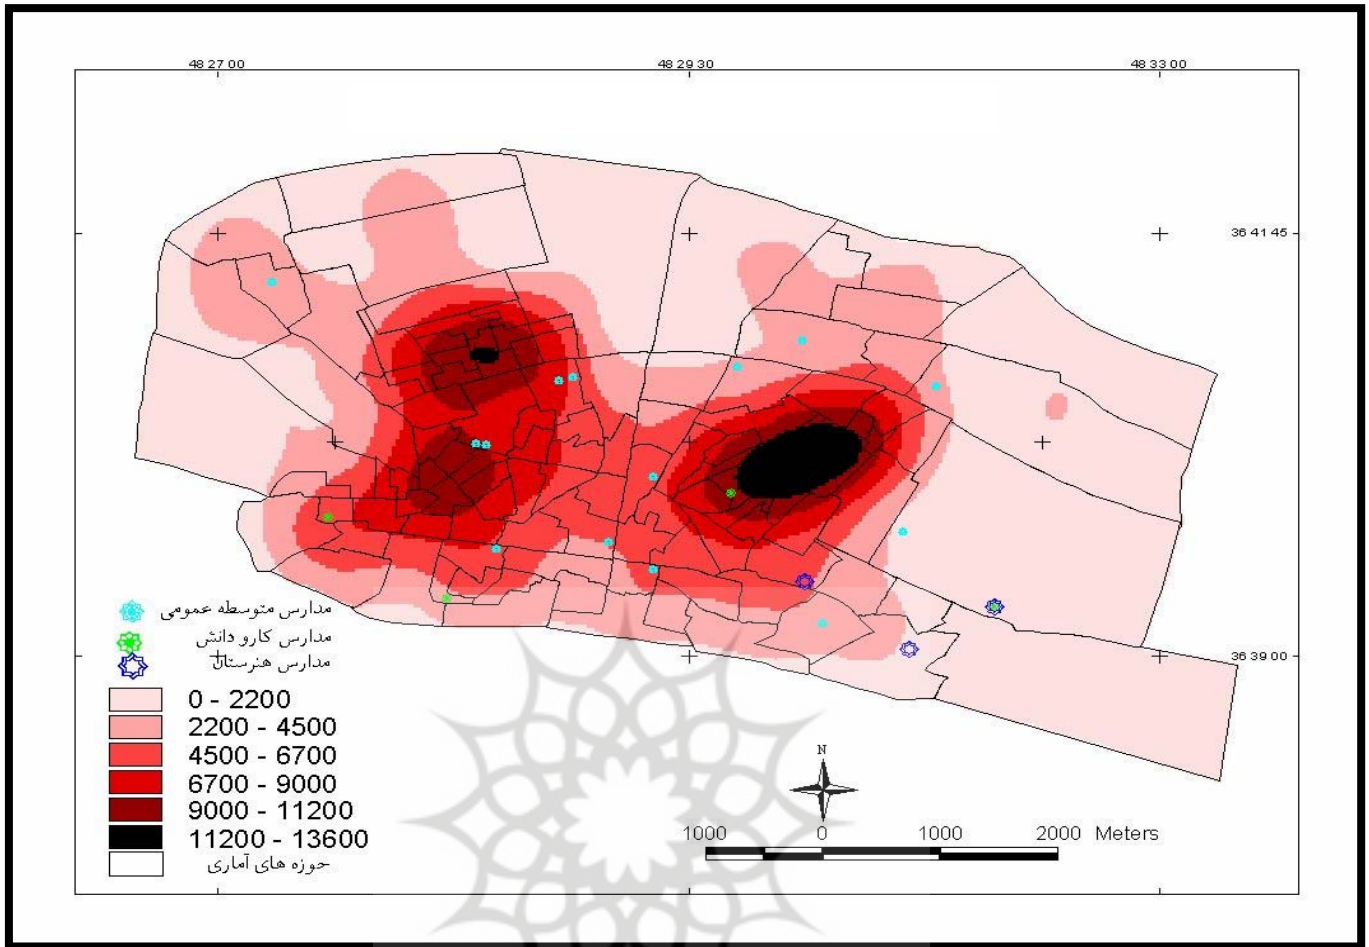 48 27 00
48 29 30
48 33 00
36 41 45
36 39 00
مدارس متوسطه عمومی
مدارس کارو دانش
مدارس هنرستان
0 - 2200
2200 - 4500
4500 - 6700
6700 - 9000
9000 - 11200
11200 - 13600
حوزه های آماری
N
1000 0 1000 2000 Meters